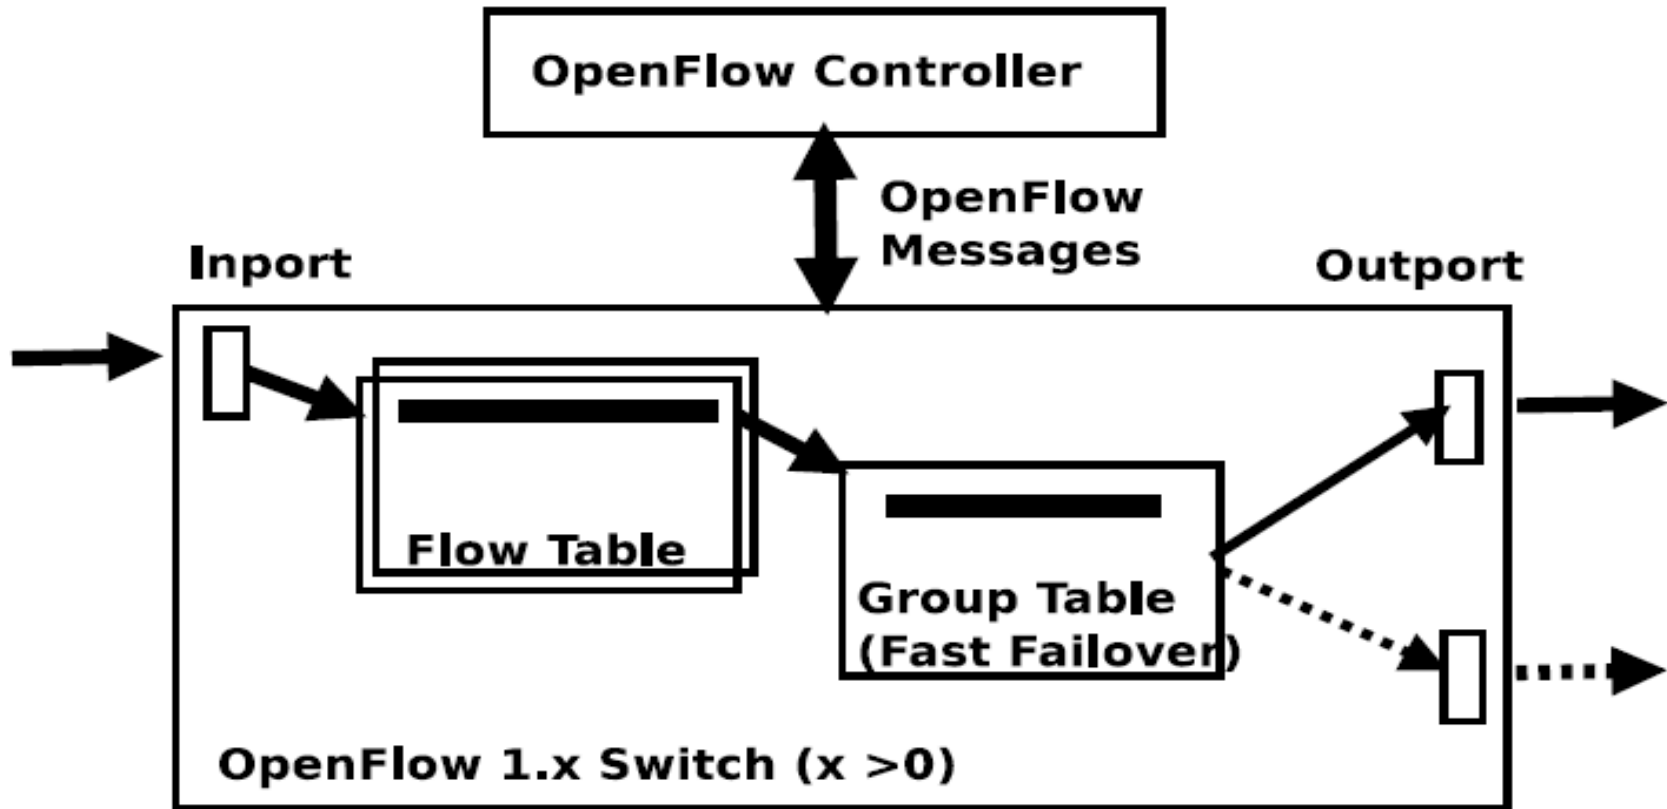 OpenFlow Controller
OpenFlow
Messages
Inport
Outport
Flow Table
Group Table
(Fast Failover)
OpenFlow 1.x Switch (x >0)